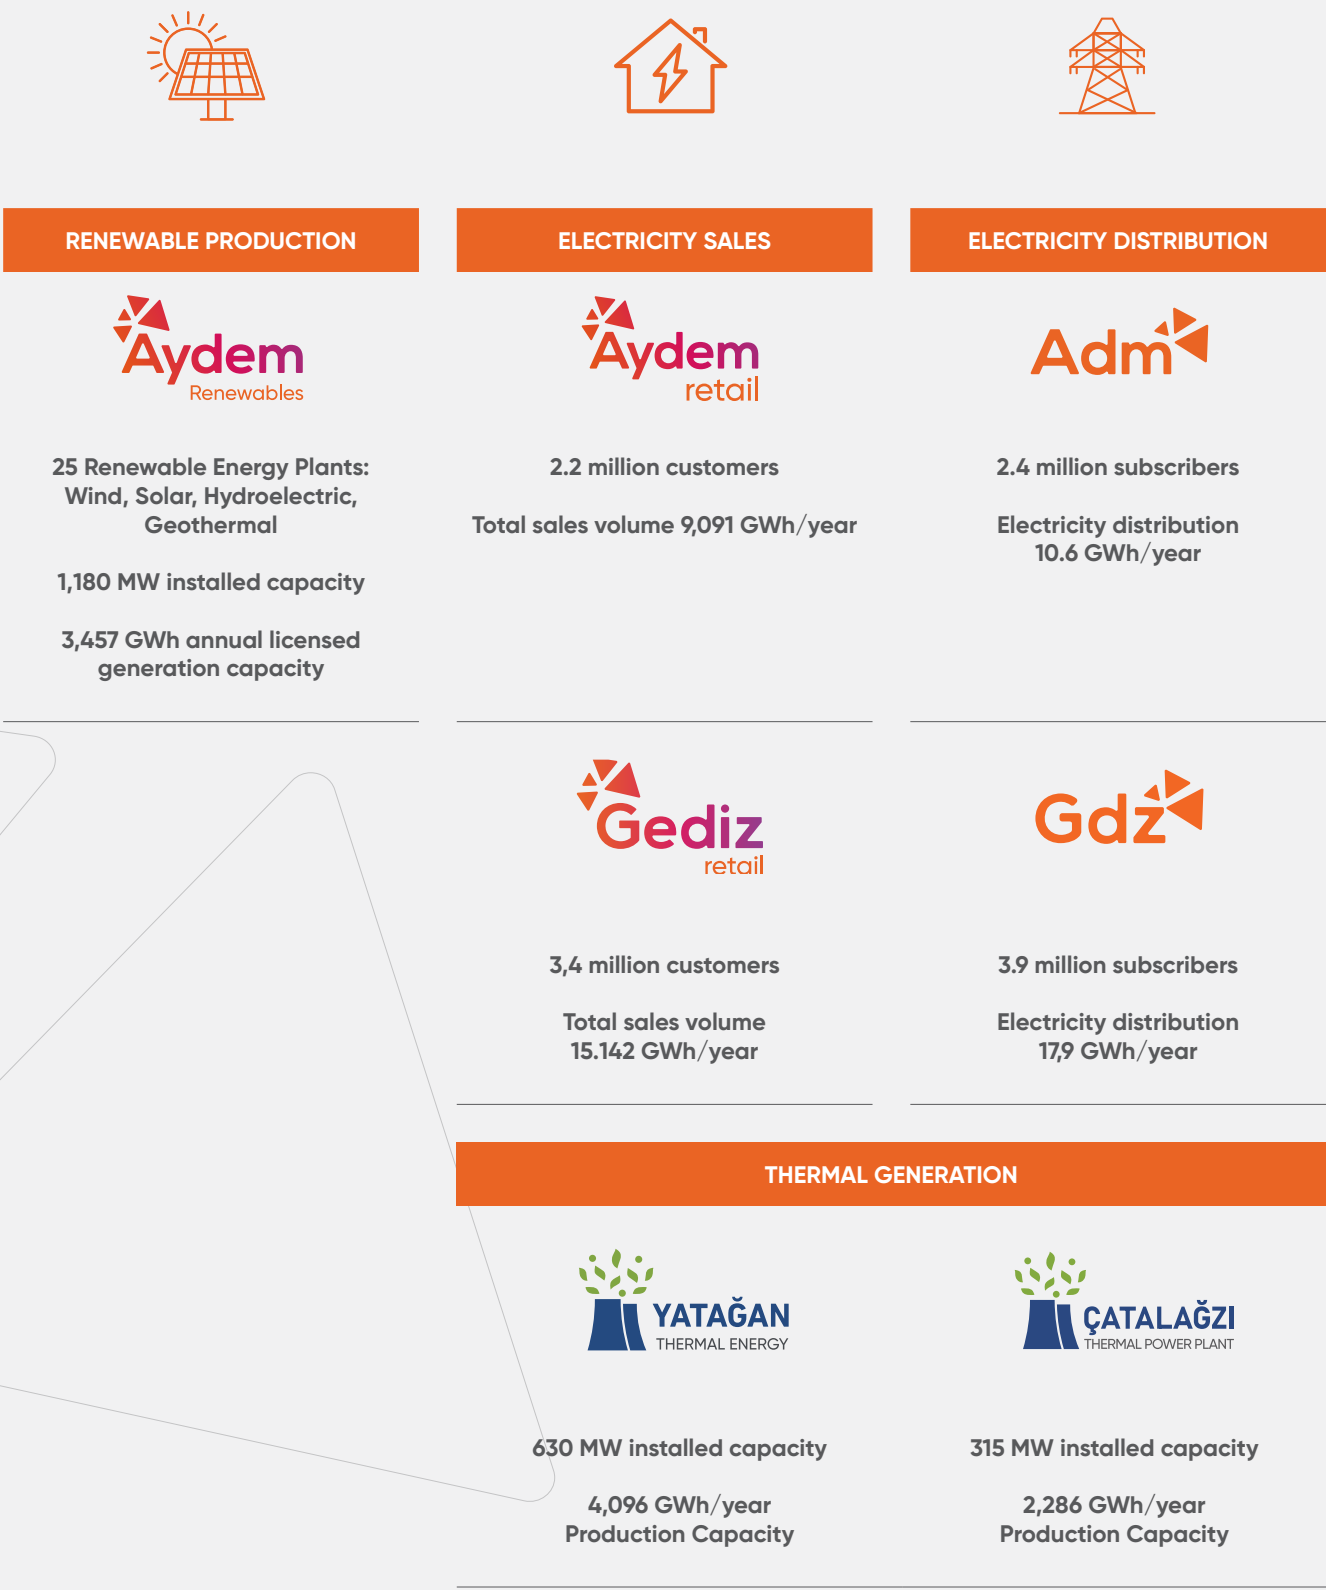 RENEWABLE PRODUCTION
Aydem
Renewables
25 Renewable Energy Plants:
Wind, Solar, Hydroelectric,
Geothermal
1,180 MW installed capacity
3,457 GWh annual licensed
generation capacity
ELECTRICITY SALES
Aydem
retail
2.2 million customers
Total sales volume 9,091 GWh/year
Gediz
retail
3,4 million customers
Total sales volume
15.142 GWh/year
ELECTRICITY DISTRIBUTION
Adm
2.4 million subscribers
Electricity distribution
10.6 GWh/year
Gdz
3.9 million subscribers
Electricity distribution
17,9 GWh/year
THERMAL GENERATION
YATAĞAN
THERMAL ENERGY
630 MW installed capacity
4,096 GWh/year
Production Capacity
ÇATALAĞZI
THERMAL POWER PLANT
315 MW installed capacity
2,286 GWh/year
Production Capacity